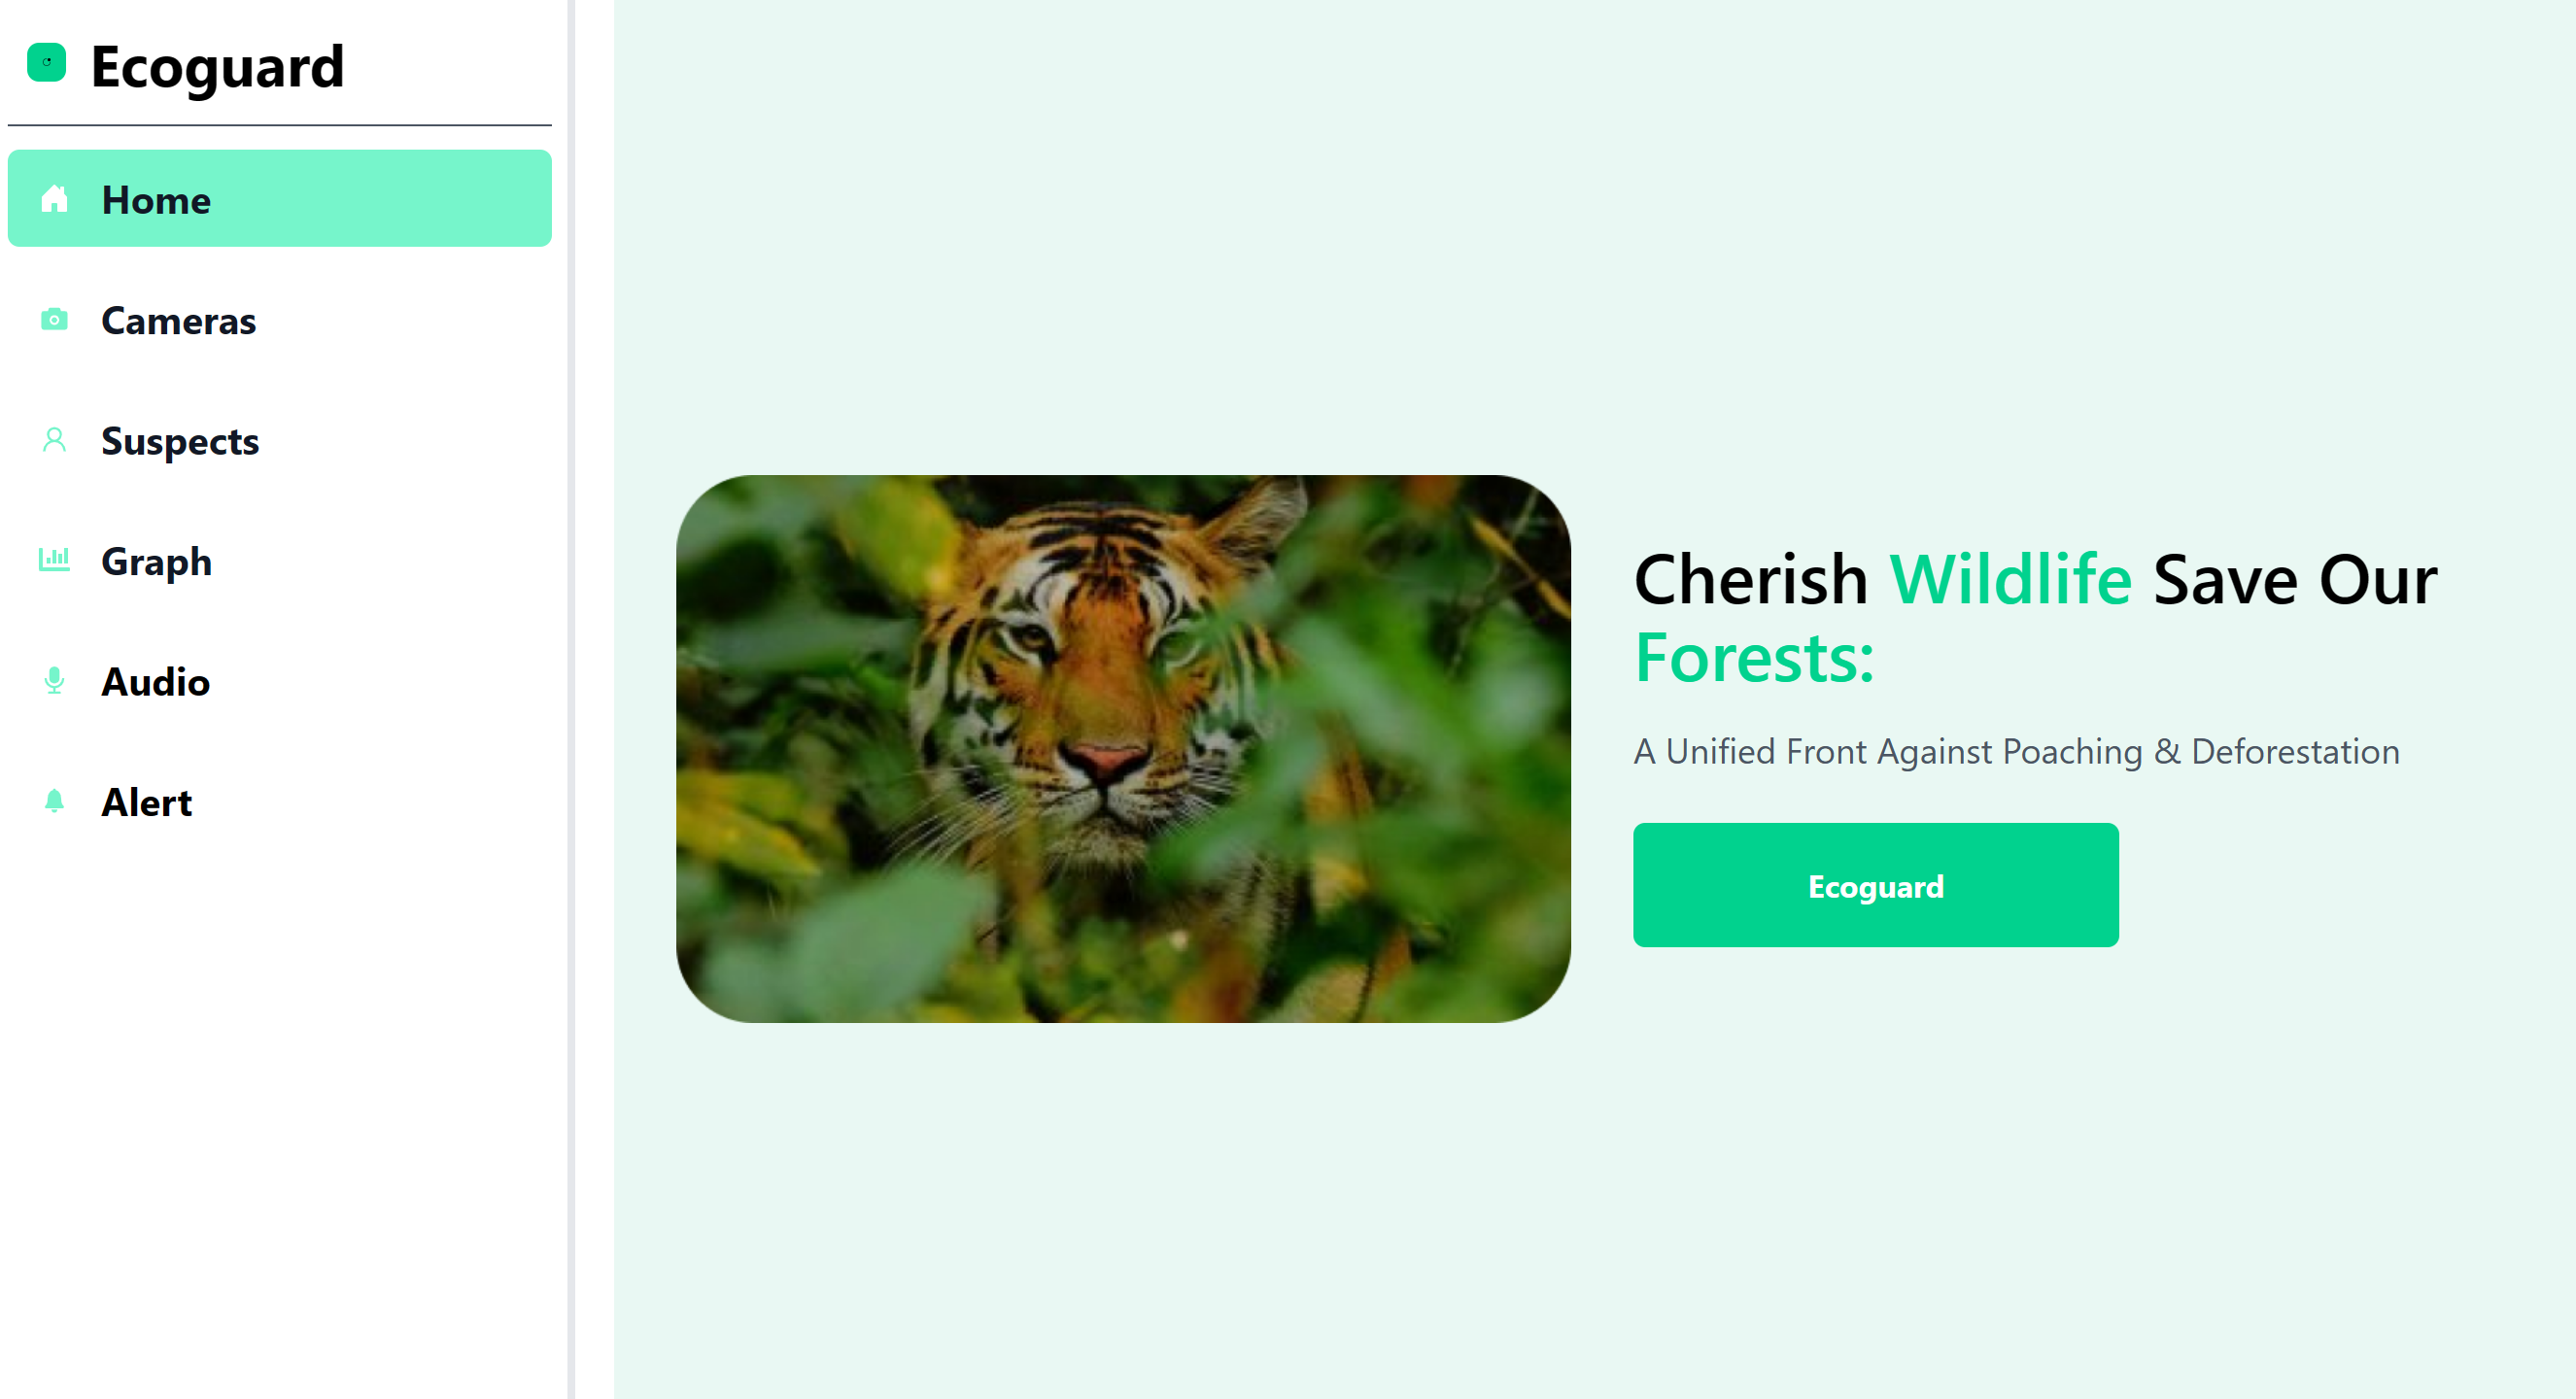 Ecoguard
Home
Cameras
Suspects
Graph
Audio
Alert
Cherish Wildlife Save Our
Forests:
A Unified Front Against Poaching & Deforestation
Ecoguard